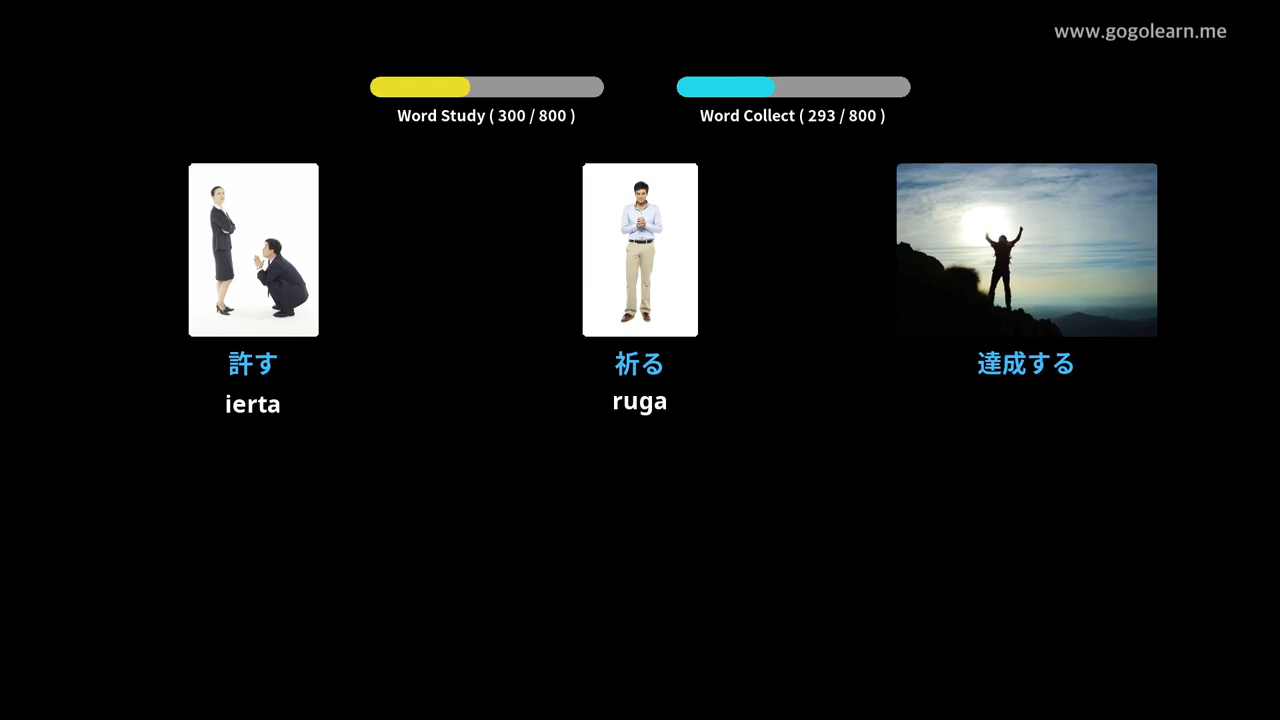 www.gogolearn.me
Word Study ( 300 / 800 )
Word Collect ( 293 / 800 )
許す
祈る
達成する
ierta
ruga